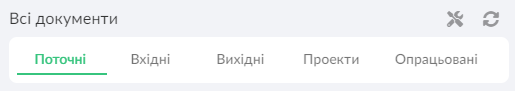 Всі документи
Поточні Вхідні Вихідні Проекти Опрацьовані